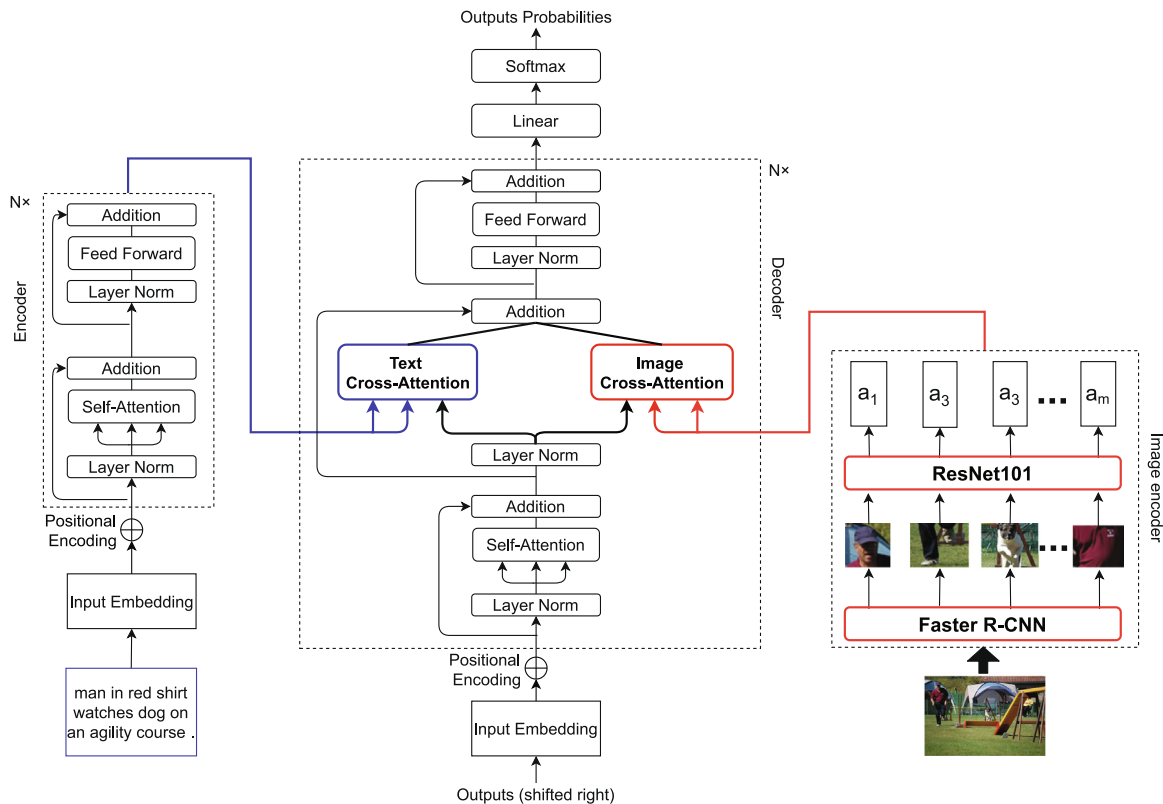 Outputs Probabilities
Softmax
Linear
N×
Addition
Feed Forward
Layer Norm
Addition
Text
Cross-Attention
Image
Cross-Attention
Layer Norm
Addition
Self-Attention
Layer Norm
Positional
Encoding
Input Embedding
Outputs (shifted right)
Decoder
N×
Encoder
Addition
Feed Forward
Layer Norm
Addition
Self-Attention
Layer Norm
Positional
Encoding
Input Embedding
man in red shirt
watches dog on
an agility course .
a1
a3
a3
am
ResNet101
Faster R-CNN
Image encoder